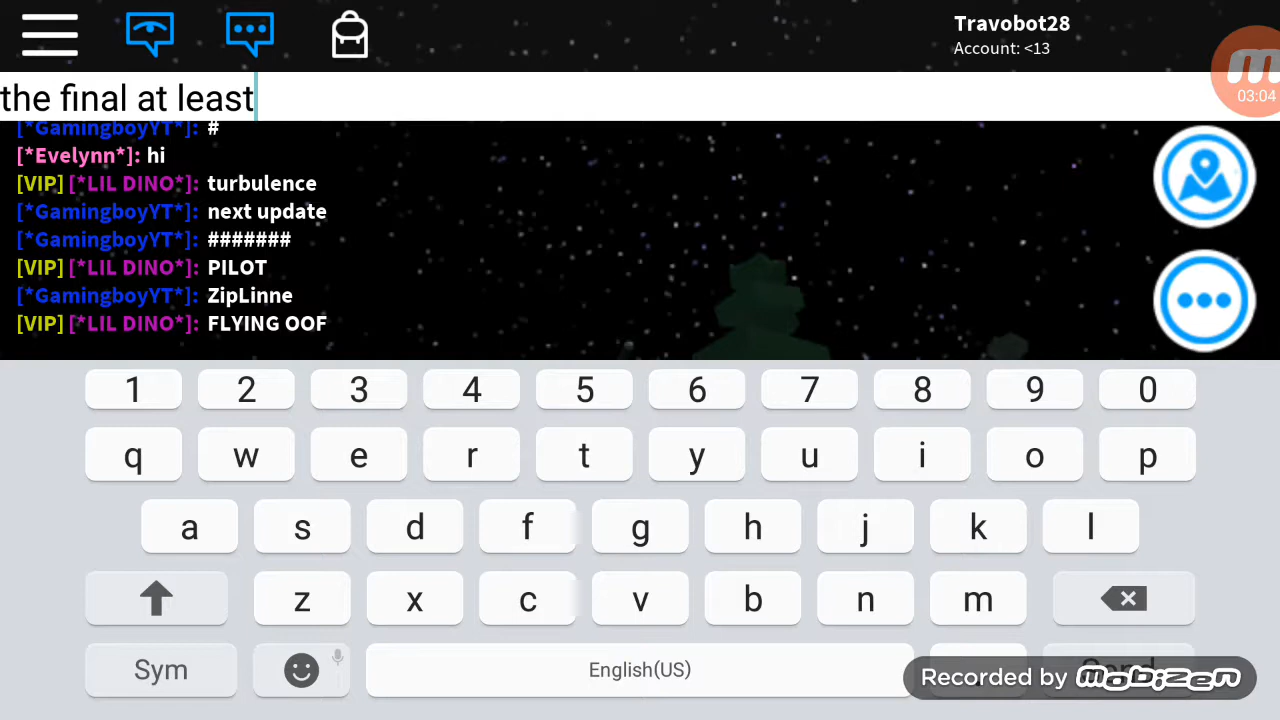 Travobot28
Account: <13
03:04
the final at least
[*GamingboyYT*]: #
[*Evelynn*]: hi
[VIP] [*LIL DINO*]: turbulence
[*GamingboyYT*]: next update
[*GamingboyYT*]: #######
[VIP] [*LIL DINO*]: PILOT
[*GamingboyYT*]: ZipLinne
[VIP] [*LIL DINO*]: FLYING OOF
1 2 3 4 5 6 7 8 9 0
q w e r t y u i o p
a s d f g h j k l
z x c v b n m
Sym English(US) Send
Recorded by mobizen